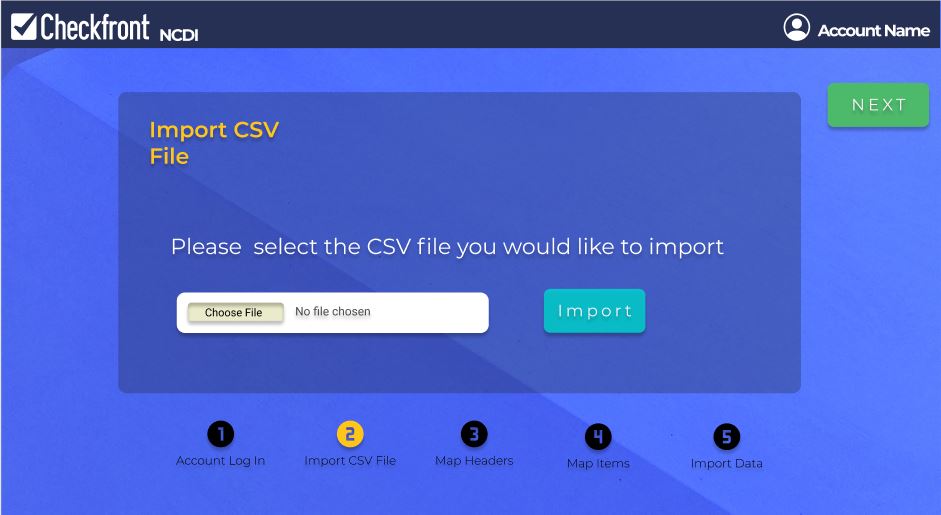 Checkfront NCDI
Account Name
NEXT
Import CSV
File
Please select the CSV file you would like to import
Choose File No file chosen
Import
1 2 3 4 5
Account Log In Import CSV File Map Headers Map Items Import Data